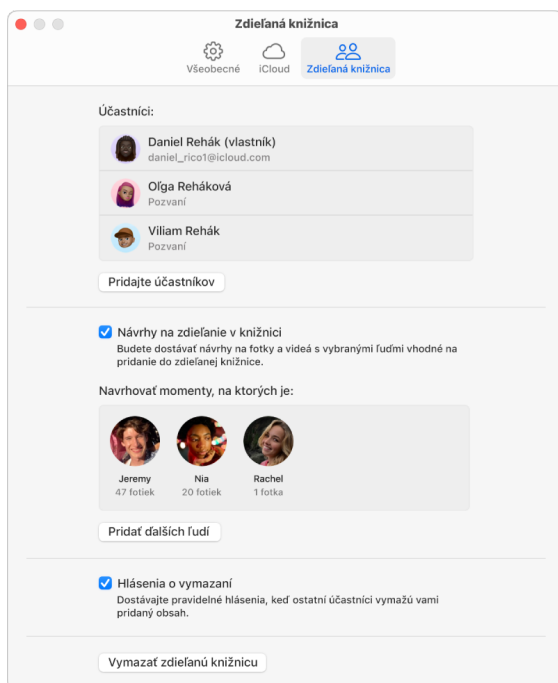 Zdieľaná knižnica
Všeobecné
iCloud
Zdieľaná knižnica
Účastníci:
Daniel Rehák (vlastník)
daniel_rico1@icloud.com
Oľga Reháková
Pozvaní
Viliam Rehák
Pozvaní
Pridajte účastníkov
Návrhy na zdieľanie v knižnici
Budete dostávať návrhy na fotky a videá s vybranými ľuďmi vhodné na
pridanie do zdieľanej knižnice.
Navrhovať momenty, na ktorých je:
Jeremy
47 fotiek
Nia
20 fotiek
Rachel
1 fotka
Pridať ďalších ľudí
Hlásenia o vymazaní
Dostávajte pravidelné hlásenia, keď ostatní účastníci vymažú vami
pridaný obsah.
Vymazať zdieľanú knižnicu